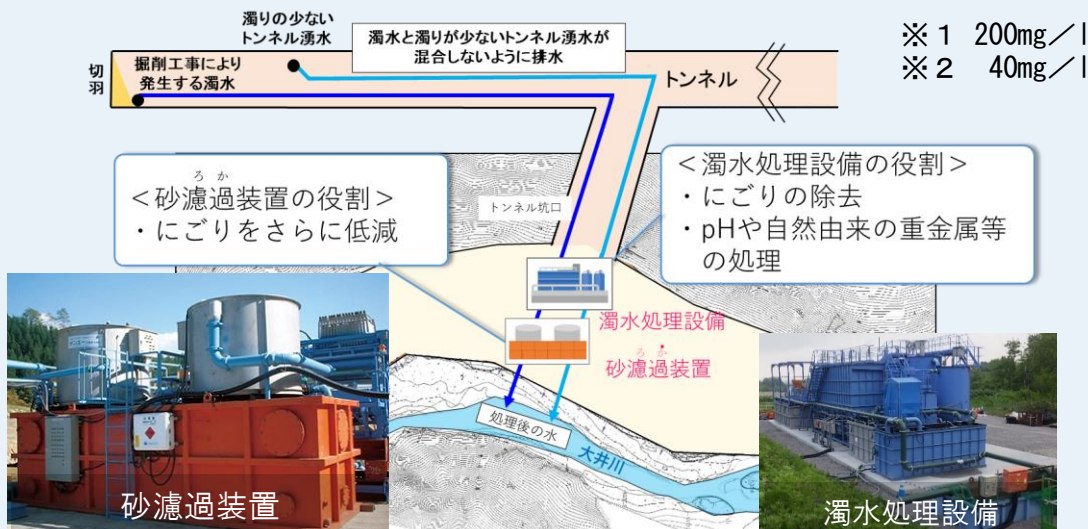 濁りの少ない
トンネル湧水
濁水と濁りが少ないトンネル湧水が
混合しないように排水
※１ 200mg／l
※２ 40mg／l
切羽
掘削工事により
発生する濁水
トンネル
ろ か
＜砂濾過装置の役割＞
・にごりをさらに低減
トンネル坑口
＜濁水処理設備の役割＞
・にごりの除去
・pHや自然由来の重金属等
の処理
濁水処理設備
ろ か
砂濾過装置
処理後の水
大井川
砂濾過装置
濁水処理設備